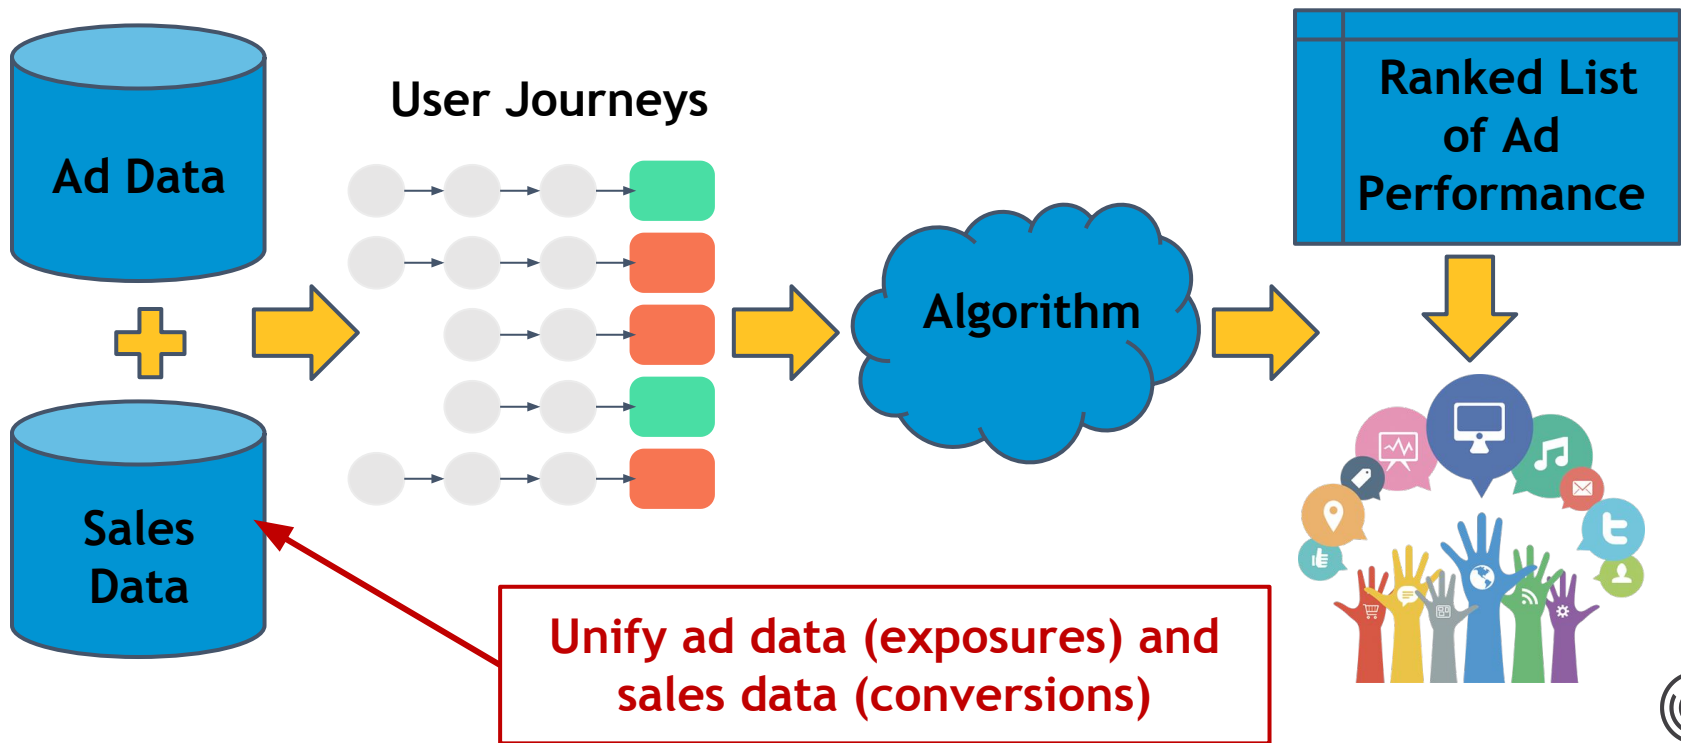 Ad Data
User Journeys
Ranked List
of Ad
Performance
Algorithm
Sales
Data
Unify ad data (exposures) and
sales data (conversions)